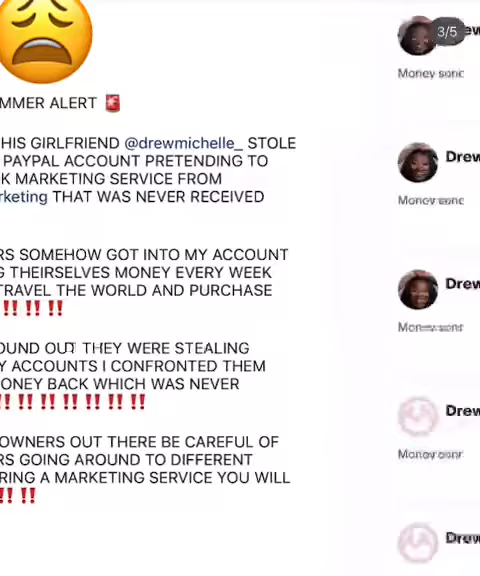 3/5
MMER ALERT
HIS GIRLFRIEND @drewmichelle_ STOLE
PAYPAL ACCOUNT PRETENDING TO
K MARKETING SERVICE FROM
rketing THAT WAS NEVER RECEIVED
RS SOMEHOW GOT INTO MY ACCOUNT
G THEIRSELVES MONEY EVERY WEEK
TRAVEL THE WORLD AND PURCHASE
‼️ ‼️ ‼️
OUND OUT THEY WERE STEALING
Y ACCOUNTS I CONFRONTED THEM
ONEY BACK WHICH WAS NEVER
‼️ ‼️ ‼️ ‼️ ‼️ ‼️ ‼️ ‼️
OWNERS OUT THERE BE CAREFUL OF
RS GOING AROUND TO DIFFERENT
RING A MARKETING SERVICE YOU WILL
‼️ ‼️
ew
Money sent
Drew
Money sent
Drew
Money sent
Drew
Money sent
Drew